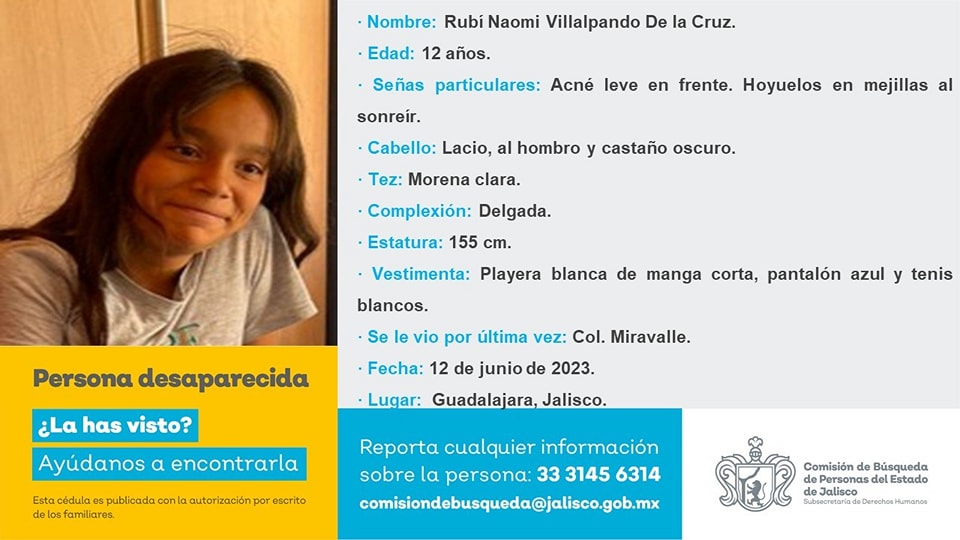 · Nombre: Rubí Naomi Villalpando De la Cruz.
· Edad: 12 años.
· Señas particulares: Acné leve en frente. Hoyuelos en mejillas al
sonreír.
· Cabello: Lacio, al hombro y castaño oscuro.
· Tez: Morena clara.
· Complexión: Delgada.
· Estatura: 155 cm.
· Vestimenta: Playera blanca de manga corta, pantalón azul y tenis
blancos.
· Se le vio por última vez: Col. Miravalle.
· Fecha: 12 de junio de 2023.
· Lugar: Guadalajara, Jalisco.
Persona desaparecida
¿La has visto?
Ayúdanos a encontrarla
Esta cédula es publicada con la autorización por escrito
de los familiares.
Reporta cualquier información
sobre la persona: 33 3145 6314
comisiondebusqueda@jalisco.gob.mx
Comisión de Búsqueda
de Personas del Estado
de Jalisco
Subsecretaría de Derechos Humanos